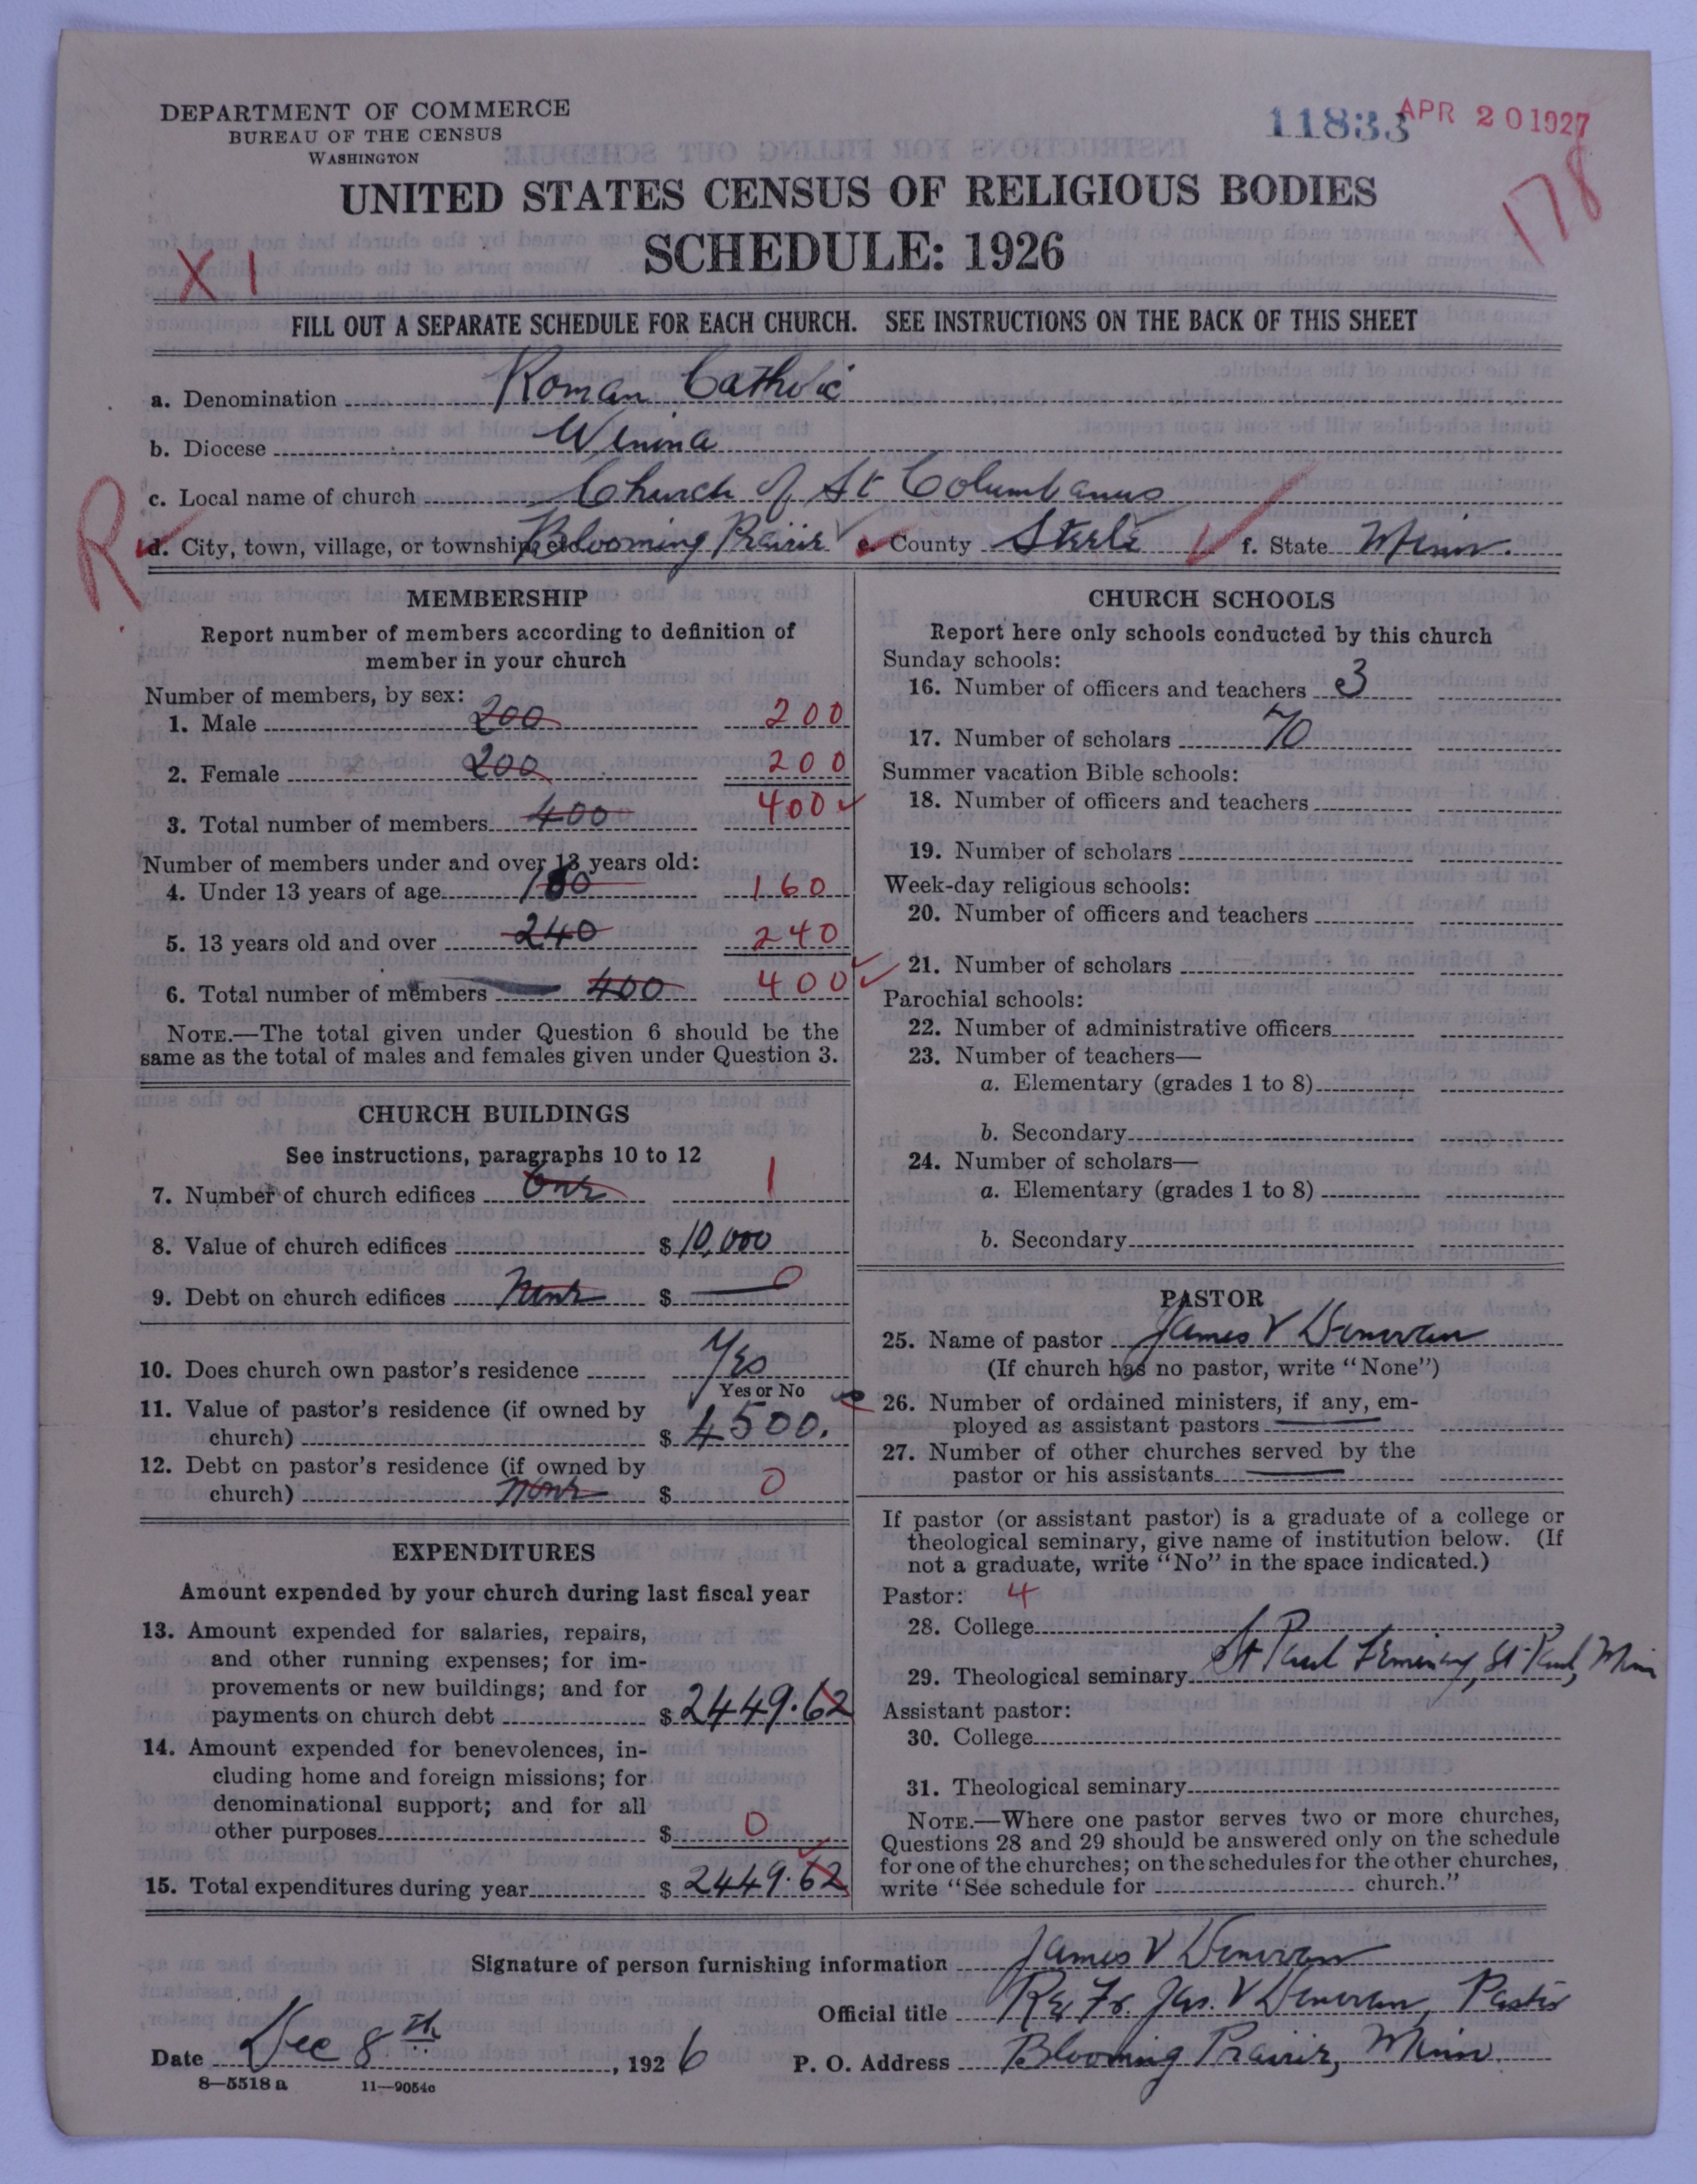 DEPARTMENT OF COMMERCE
BUREAU OF THE CENSUS
WASHINGTON
11833
APR 20 1927
178
UNITED STATES CENSUS OF RELIGIOUS BODIES
SCHEDULE: 1926
X 1
FILL OUT A SEPARATE SCHEDULE FOR EACH CHURCH. SEE INSTRUCTIONS ON THE BACK OF THIS SHEET
a. Denomination Roman Catholic
b. Diocese Winona
c. Local name of church Church of St Columbanus
R
d. City, town, village, or township, etc. Blooming Prairie e. County Steele f. State Minn.
MEMBERSHIP
Report number of members according to definition of
member in your church
Number of members, by sex:
1. Male 200 200
2. Female 200 200
3. Total number of members 400 400
Number of members under and over 13 years old:
4. Under 13 years of age 160 160
5. 13 years old and over 240 240
6. Total number of members 400 400
NOTE.—The total given under Question 6 should be the
same as the total of males and females given under Question 3.
CHURCH BUILDINGS
See instructions, paragraphs 10 to 12
7. Number of church edifices One 1
8. Value of church edifices $ 10,000
9. Debt on church edifices None $ 0
10. Does church own pastor's residence Yes
Yes or No
11. Value of pastor's residence (if owned by
church) $ 4500.
12. Debt on pastor's residence (if owned by
church) None $ 0
EXPENDITURES
Amount expended by your church during last fiscal year
13. Amount expended for salaries, repairs,
and other running expenses; for im-
provements or new buildings; and for
payments on church debt $ 2449.62
14. Amount expended for benevolences, in-
cluding home and foreign missions; for
denominational support; and for all
other purposes $ 0
15. Total expenditures during year $ 2449.62
CHURCH SCHOOLS
Report here only schools conducted by this church
Sunday schools:
16. Number of officers and teachers 3
17. Number of scholars 70
Summer vacation Bible schools:
18. Number of officers and teachers
19. Number of scholars
Week-day religious schools:
20. Number of officers and teachers
21. Number of scholars
Parochial schools:
22. Number of administrative officers
23. Number of teachers—
a. Elementary (grades 1 to 8)
b. Secondary
24. Number of scholars—
a. Elementary (grades 1 to 8)
b. Secondary
PASTOR
25. Name of pastor James V Donovan
(If church has no pastor, write "None")
26. Number of ordained ministers, if any, em-
ployed as assistant pastors
27. Number of other churches served by the
pastor or his assistants
If pastor (or assistant pastor) is a graduate of a college or
theological seminary, give name of institution below. (If
not a graduate, write "No" in the space indicated.)
Pastor: 4
28. College
29. Theological seminary St Paul Seminary, St. Paul, Minn
Assistant pastor:
30. College
31. Theological seminary
NOTE.—Where one pastor serves two or more churches,
Questions 28 and 29 should be answered only on the schedule
for one of the churches; on the schedules for the other churches,
write "See schedule for church."
Signature of person furnishing information James V Donovan
Official title Rev Fr. Jas. V Donovan, Pastor
Date Dec 8th, 1926 P. O. Address Blooming Prairie, Minn.
8—5518 a 11—9054c